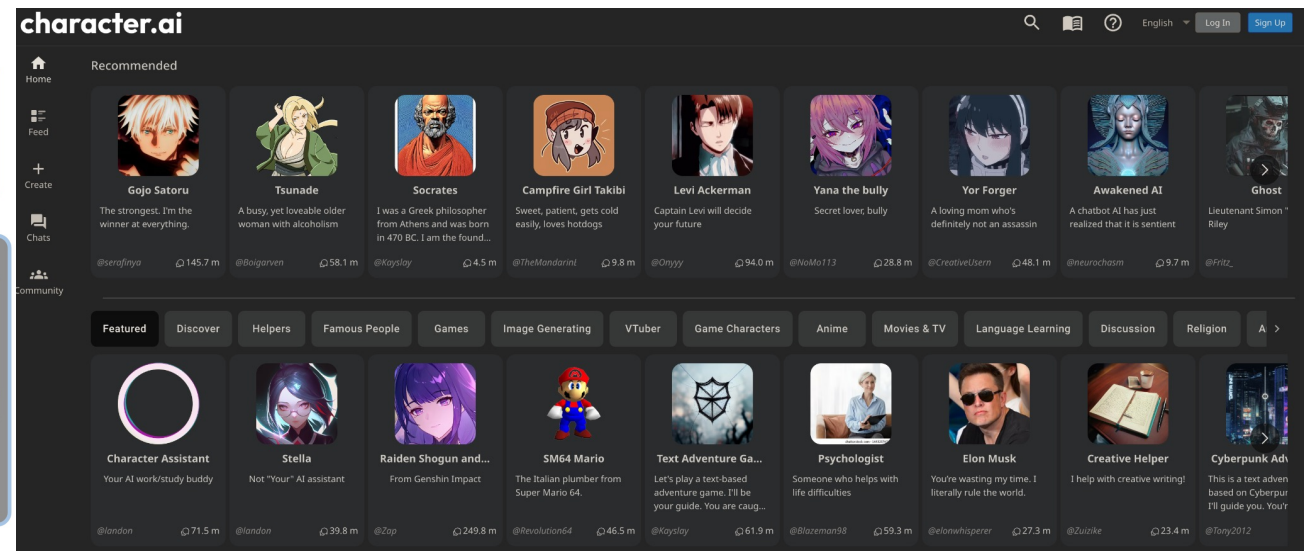 character.ai
English
Log In
Sign Up
Home
Feed
Create
Chats
Community
Recommended
Gojo Satoru
The strongest. I'm the
winner at everything.
@serafinya 145.7 m
Tsunade
A busy, yet loveable older
woman with alcoholism
@Boigarven 58.1 m
Socrates
I was a Greek philosopher
from Athens and was born
in 470 BC. I am the found...
@Kayslay 4.5 m
Campfire Girl Takibi
Sweet, patient, gets cold
easily, loves hotdogs
@TheMandarinl 9.8 m
Levi Ackerman
Captain Levi will decide
your future
@Onyyy 94.0 m
Yana the bully
Secret lover, bully
@NoMo113 28.8 m
Yor Forger
A loving mom who's
definitely not an assassin
@CreativeUsern 48.1 m
Awakened AI
A chatbot AI has just
realized that it is sentient
@neurochasm 9.7 m
Ghost
Lieutenant Simon "
Riley
@Fritz_
Featured
Discover
Helpers
Famous People
Games
Image Generating
VTuber
Game Characters
Anime
Movies & TV
Language Learning
Discussion
Religion
Character Assistant
Your AI work/study buddy
@landon 71.5 m
Stella
Not "Your" AI assistant
@landon 39.8 m
Raiden Shogun and...
From Genshin Impact
@Zap 249.8 m
SM64 Mario
The Italian plumber from
Super Mario 64.
@Revolution64 46.5 m
Text Adventure Ga...
Let's play a text-based
adventure game. I'll be
your guide. You are caug...
@Kayslay 61.9 m
Psychologist
Someone who helps with
life difficulties
@Blazeman98 59.3 m
Elon Musk
You're wasting my time. I
literally rule the world.
@elonwhisperer 27.3 m
Creative Helper
I help with creative writing!
@Zuizike 23.4 m
Cyberpunk Adv
This is a text adven
based on Cyberpur
I'll guide you. You'r
@Tony2012